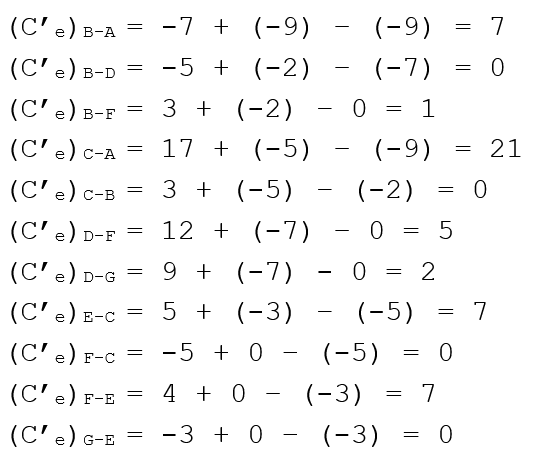 (C′e)B-A = -7 + (-9) - (-9) = 7
(C′e)B-D = -5 + (-2) - (-7) = 0
(C′e)B-F = 3 + (-2) - 0 = 1
(C′e)C-A = 17 + (-5) - (-9) = 21
(C′e)C-B = 3 + (-5) - (-2) = 0
(C′e)D-F = 12 + (-7) - 0 = 5
(C′e)D-G = 9 + (-7) - 0 = 2
(C′e)E-C = 5 + (-3) - (-5) = 7
(C′e)F-C = -5 + 0 - (-5) = 0
(C′e)F-E = 4 + 0 - (-3) = 7
(C′e)G-E = -3 + 0 - (-3) = 0